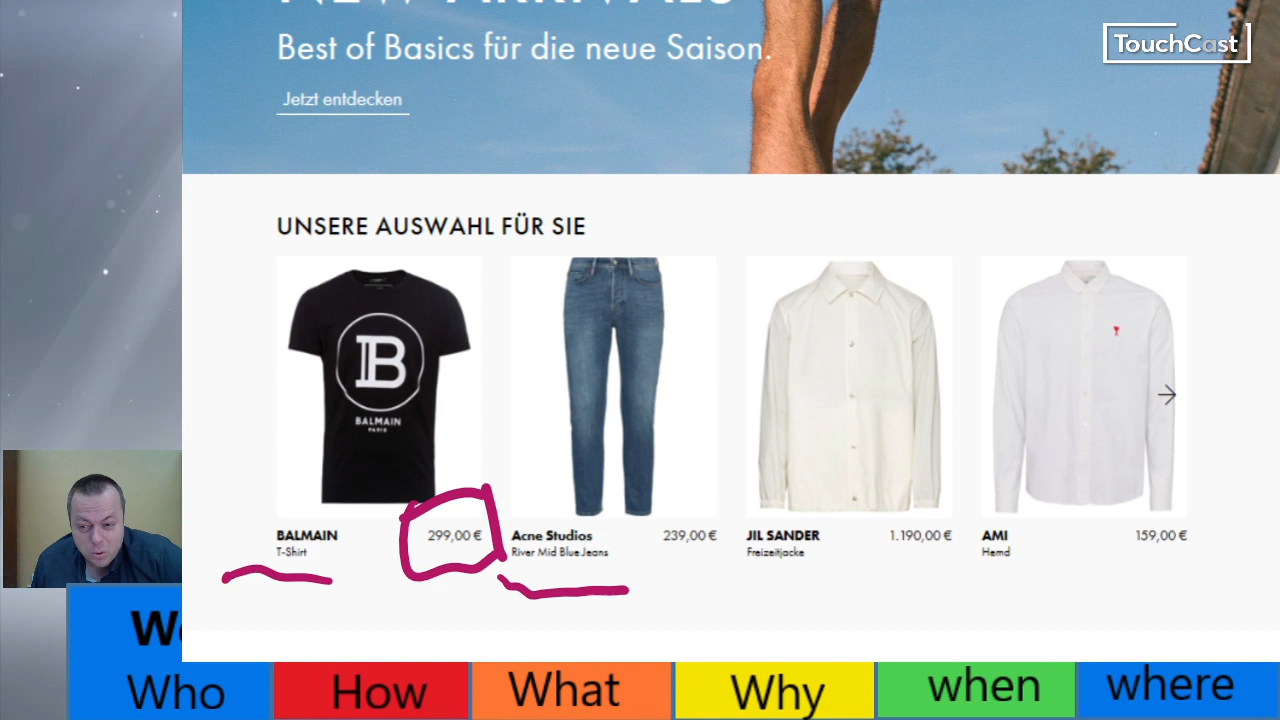 NEW ARRIVALS
Best of Basics für die neue Saison.
Jetzt entdecken
TouchCast
UNSERE AUSWAHL FÜR SIE
B
BALMAIN
PARIS
BALMAIN 299,00 €
T-Shirt
Acne Studios 239,00 €
River Mid Blue Jeans
JIL SANDER 1.190,00 €
Freizeitjacke
AMI 159,00 €
Hemd
Who
How
What
Why
when
where